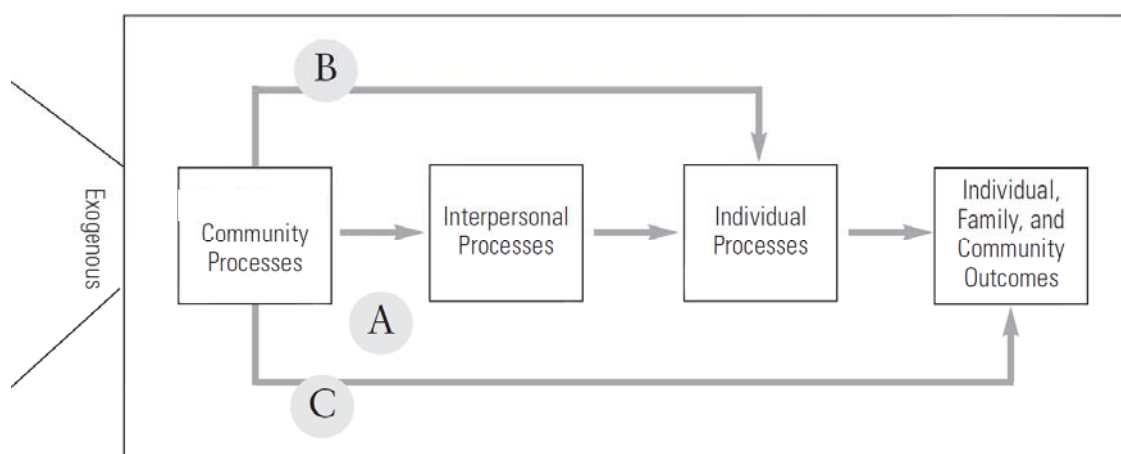 B
Exogenous
Community
Processes
Interpersonal
Processes
Individual
Processes
Individual,
Family, and
Community
Outcomes
A
C